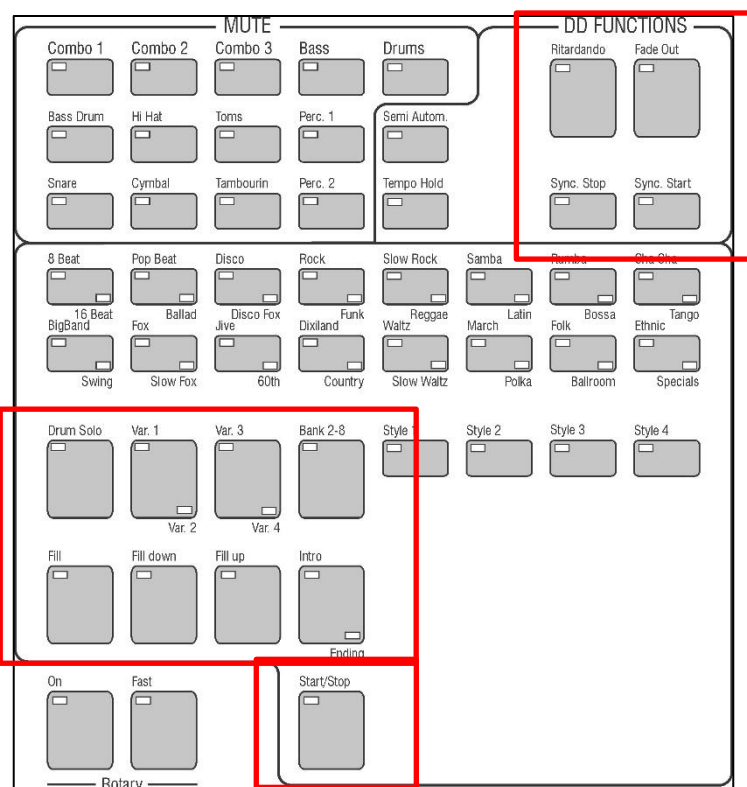 MUTE DD FUNCTIONS
Combo 1 Combo 2 Combo 3 Bass Drums Ritardando Fade Out
Bass Drum Hi Hat Toms Perc. 1 Semi Autom.
Snare Cymbal Tambourin Perc. 2 Tempo Hold Sync. Stop Sync. Start
8 Beat Pop Beat Disco Rock Slow Rock Samba Rumba Cha Cha
16 Beat Ballad Disco Fox Funk Reggae Latin Bossa Tango
BigBand Fox Jive Dixiland Waltz March Folk Ethnic
Swing Slow Fox 60th Country Slow Waltz Polka Ballroom Specials
Drum Solo Var. 1 Var. 3 Bank 2-8 Style 1 Style 2 Style 3 Style 4
Var. 2 Var. 4
Fill Fill down Fill up Intro
Ending
On Fast Start/Stop
Rotary